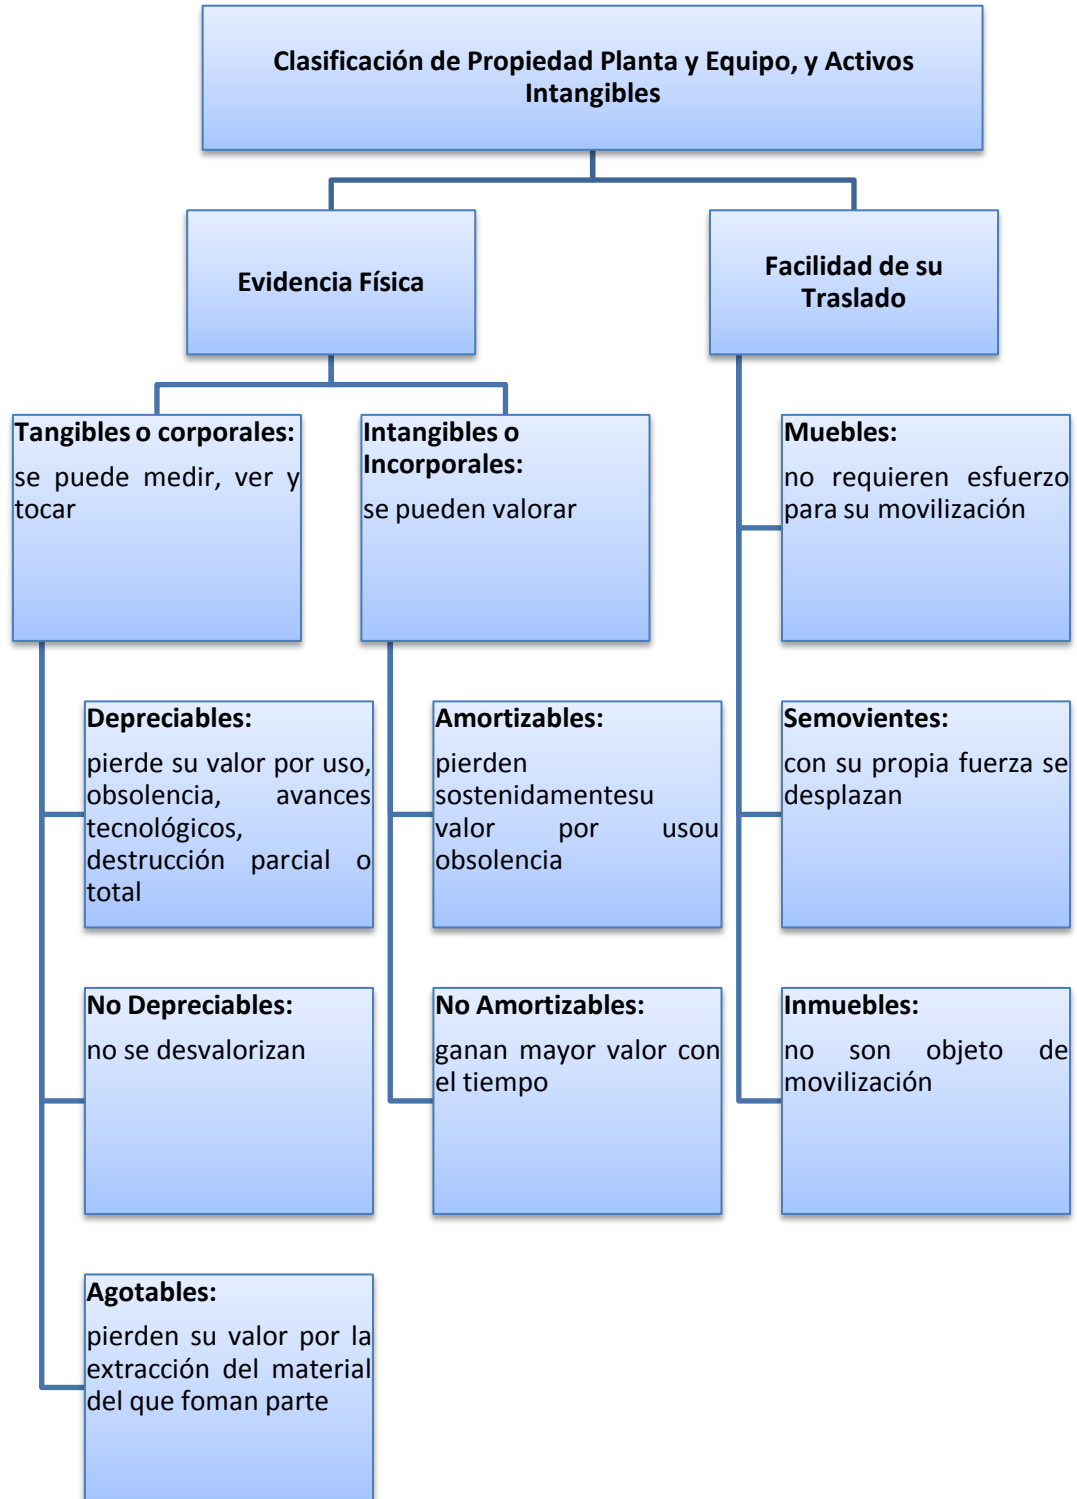 Clasificación de Propiedad Planta y Equipo, y Activos
Intangibles
Evidencia Física
Facilidad de su
Traslado
Tangibles o corporales:
se puede medir, ver y
tocar
Intangibles o
Incorporales:
se pueden valorar
Muebles:
no requieren esfuerzo
para su movilización
Depreciables:
pierde su valor por uso,
obsolencia, avances
tecnológicos,
destrucción parcial o
total
Amortizables:
pierden
sostenidamentesu
valor por usou
obsolencia
Semovientes:
con su propia fuerza se
desplazan
No Depreciables:
no se desvalorizan
No Amortizables:
ganan mayor valor con
el tiempo
Inmuebles:
no son objeto de
movilización
Agotables:
pierden su valor por la
extracción del material
del que foman parte